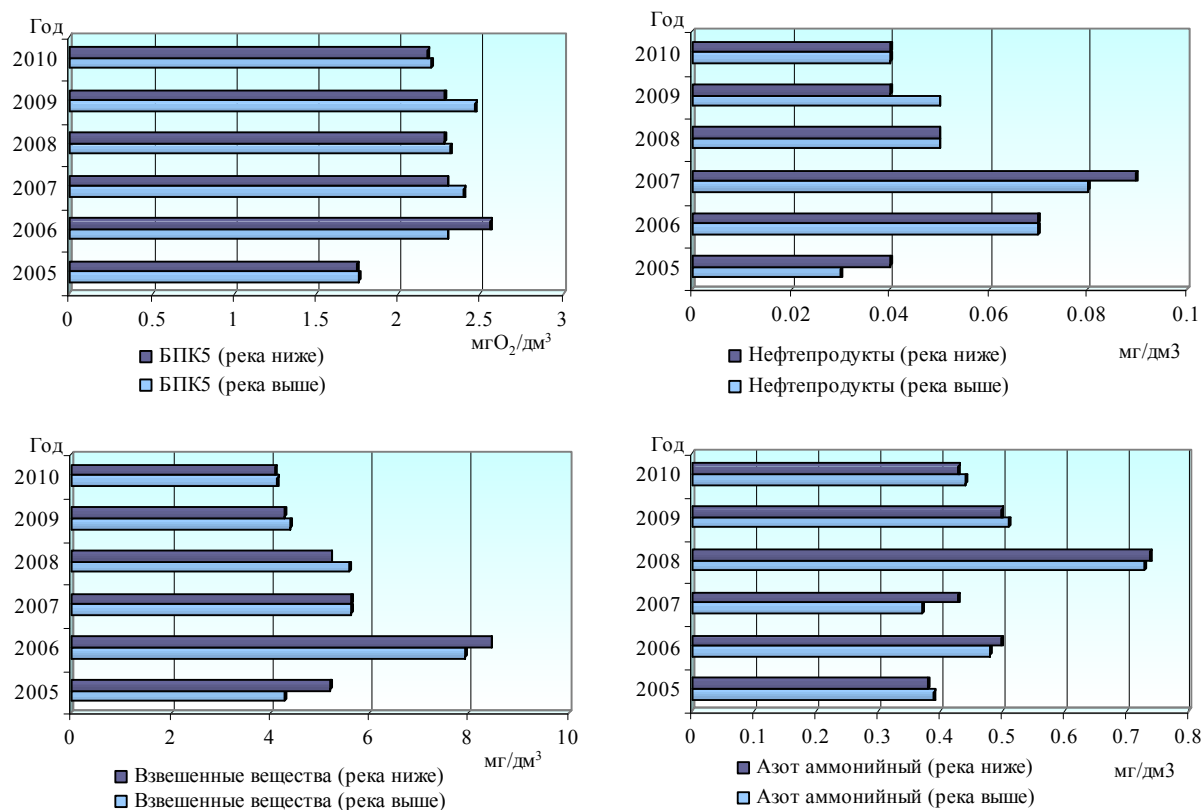 Год
2010
2009
2008
2007
2006
2005
0 0.5 1 1.5 2 2.5 3
мгО₂/дм³
БПК5 (река ниже)
БПК5 (река выше)
Год
2010
2009
2008
2007
2006
2005
0 0.02 0.04 0.06 0.08 0.1
мг/дм3
Нефтепродукты (река ниже)
Нефтепродукты (река выше)
Год
2010
2009
2008
2007
2006
2005
0 2 4 6 8 10
мг/дм³
Взвешенные вещества (река ниже)
Взвешенные вещества (река выше)
Год
2010
2009
2008
2007
2006
2005
0 0.1 0.2 0.3 0.4 0.5 0.6 0.7 0.8
мг/дм3
Азот аммонийный (река ниже)
Азот аммонийный (река выше)